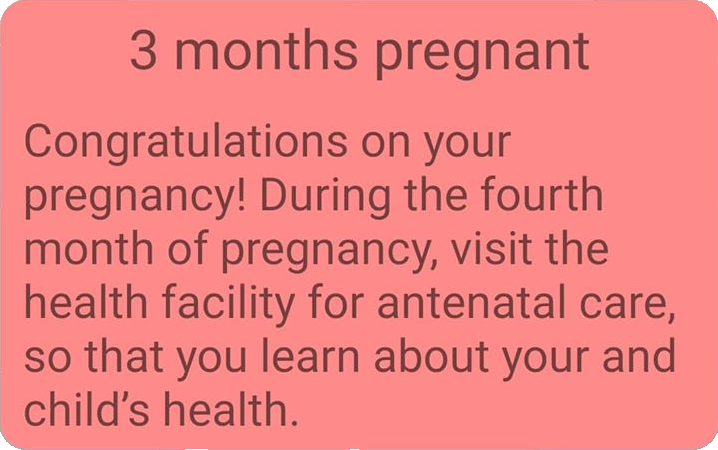 3 months pregnant
Congratulations on your
pregnancy! During the fourth
month of pregnancy, visit the
health facility for antenatal care,
so that you learn about your and
child’s health.